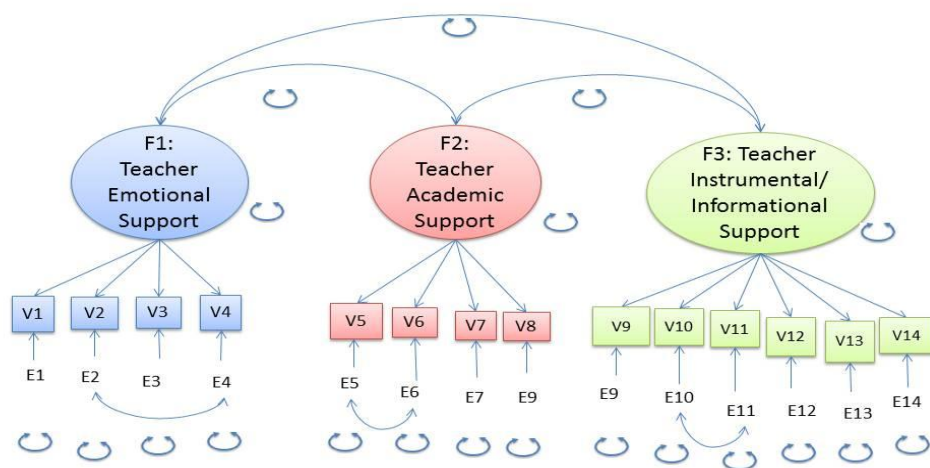 F1:
Teacher
Emotional
Support
F2:
Teacher
Academic
Support
F3: Teacher
Instrumental/
Informational
Support
V1 V2 V3 V4
V5 V6 V7 V8
V9 V10 V11 V12 V13 V14
E1 E2 E3 E4
E5 E6 E7 E9
E9 E10 E11 E12 E13 E14